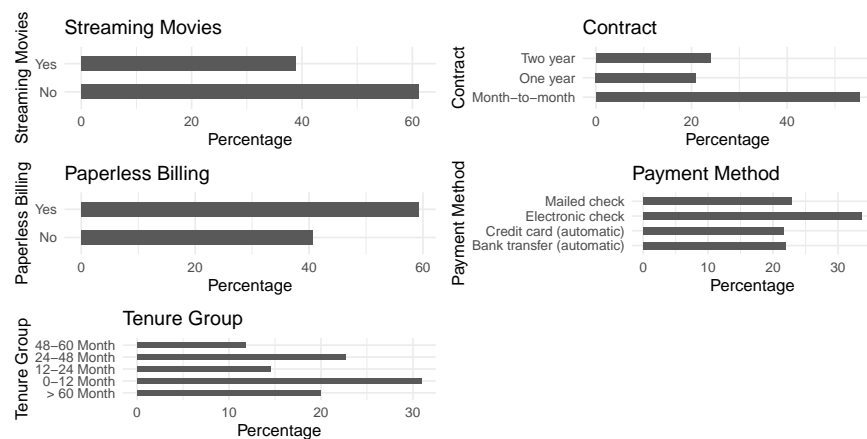 Streaming Movies
Streaming Movies
Yes
No
0 20 40 60
Percentage
Contract
Contract
Two year
One year
Month−to−month
0 20 40
Percentage
Paperless Billing
Paperless Billing
Yes
No
0 20 40 60
Percentage
Payment Method
Payment Method
Mailed check
Electronic check
Credit card (automatic)
Bank transfer (automatic)
0 10 20 30
Percentage
Tenure Group
Tenure Group
48−60 Month
24−48 Month
12−24 Month
0−12 Month
> 60 Month
0 10 20 30
Percentage